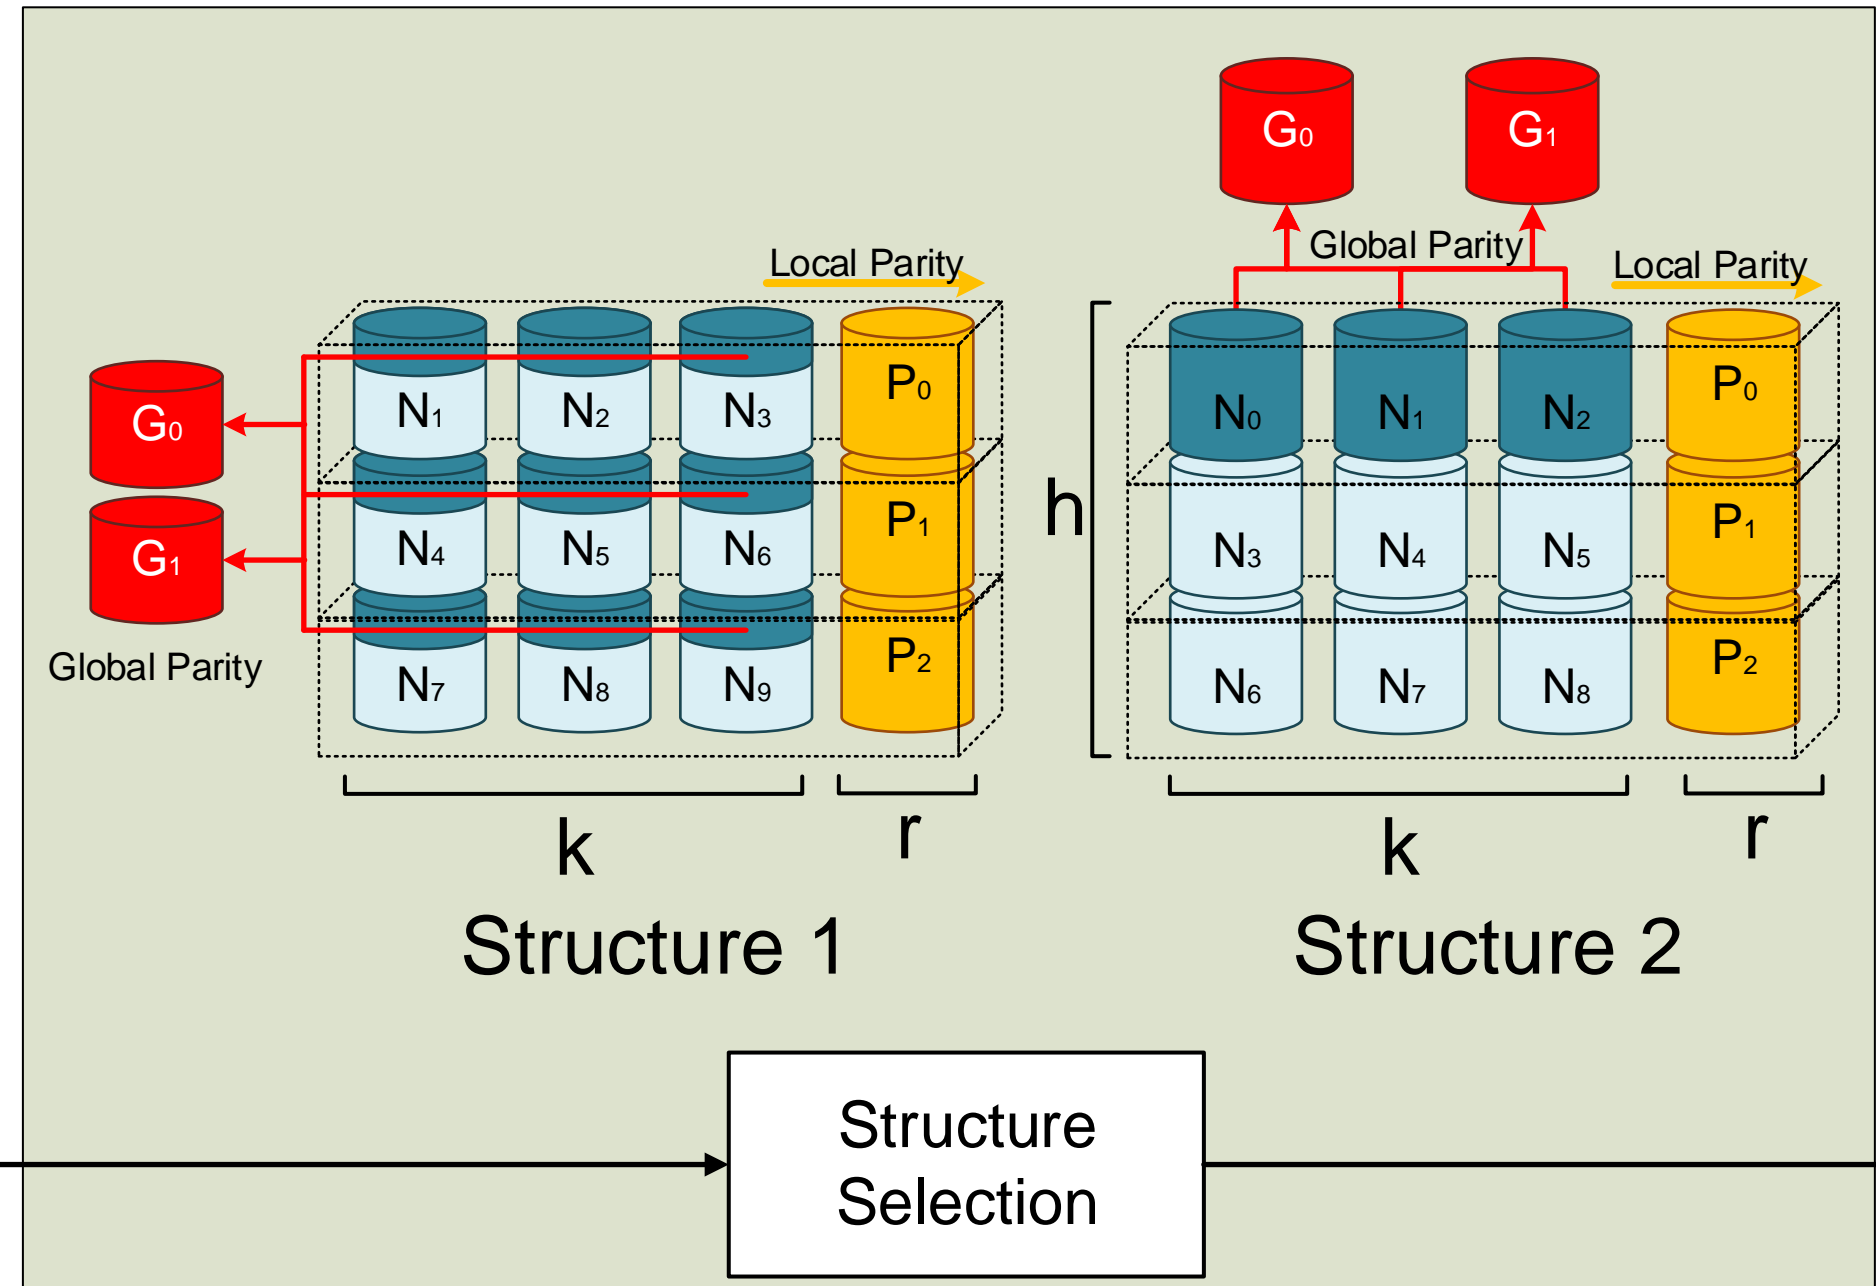 G₀ G₁
Global Parity
Local Parity
Local Parity
N₁ N₂ N₃ P₀
G₀
N₀ N₁ N₂ P₀
N₄ N₅ N₆ P₁
G₁
h
N₃ N₄ N₅ P₁
Global Parity
N₇ N₈ N₉ P₂
N₆ N₇ N₈ P₂
k r
k r
Structure 1
Structure 2
Structure
Selection